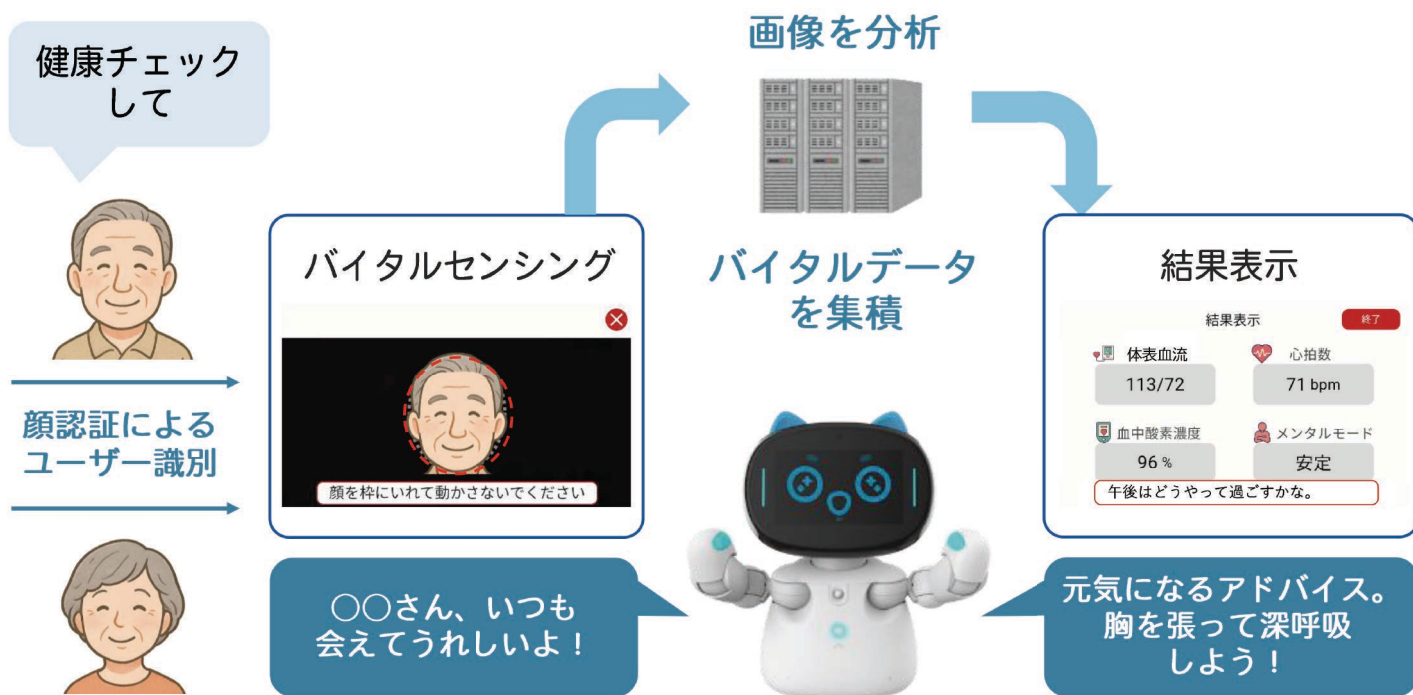 健康チェック
して
顔認証による
ユーザー識別
バイタルセンシング
顔を枠にいれて動かさないでください
○○さん、いつも
会えてうれしいよ！
画像を分析
バイタルデータ
を集積
結果表示
結果表示
終了
体表血流
113/72
心拍数
71 bpm
血中酸素濃度
96 %
メンタルモード
安定
午後はどうやって過ごすかな。
元気になるアドバイス。
胸を張って深呼吸
しよう！